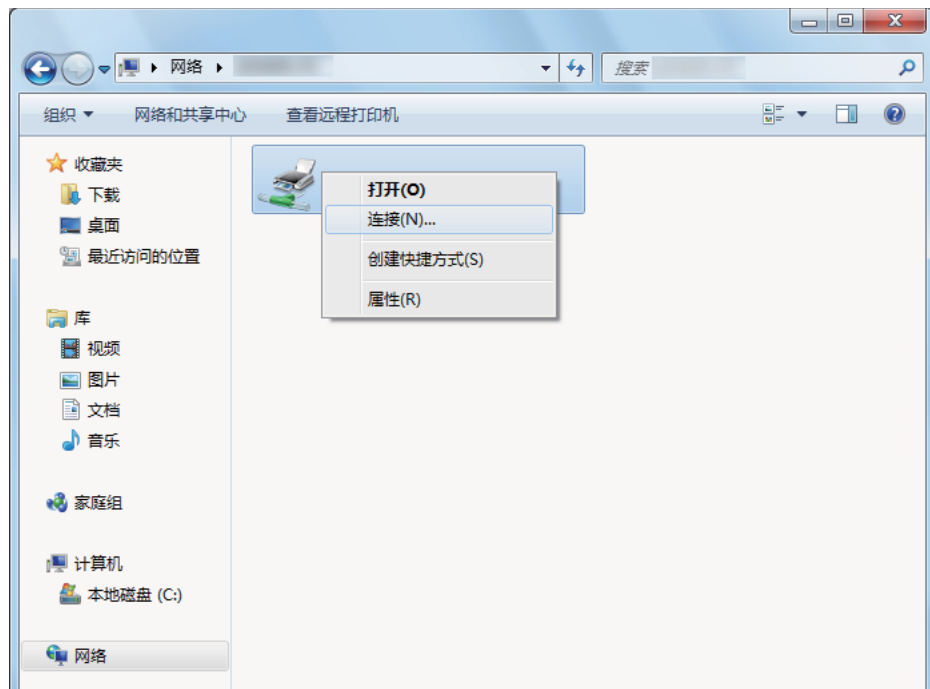 网络
搜索
组织 网络和共享中心 查看远程打印机
收藏夹
下载
桌面
最近访问的位置
库
视频
图片
文档
音乐
家庭组
计算机
本地磁盘 (C:)
网络
打开(O)
连接(N)...
创建快捷方式(S)
属性(R)